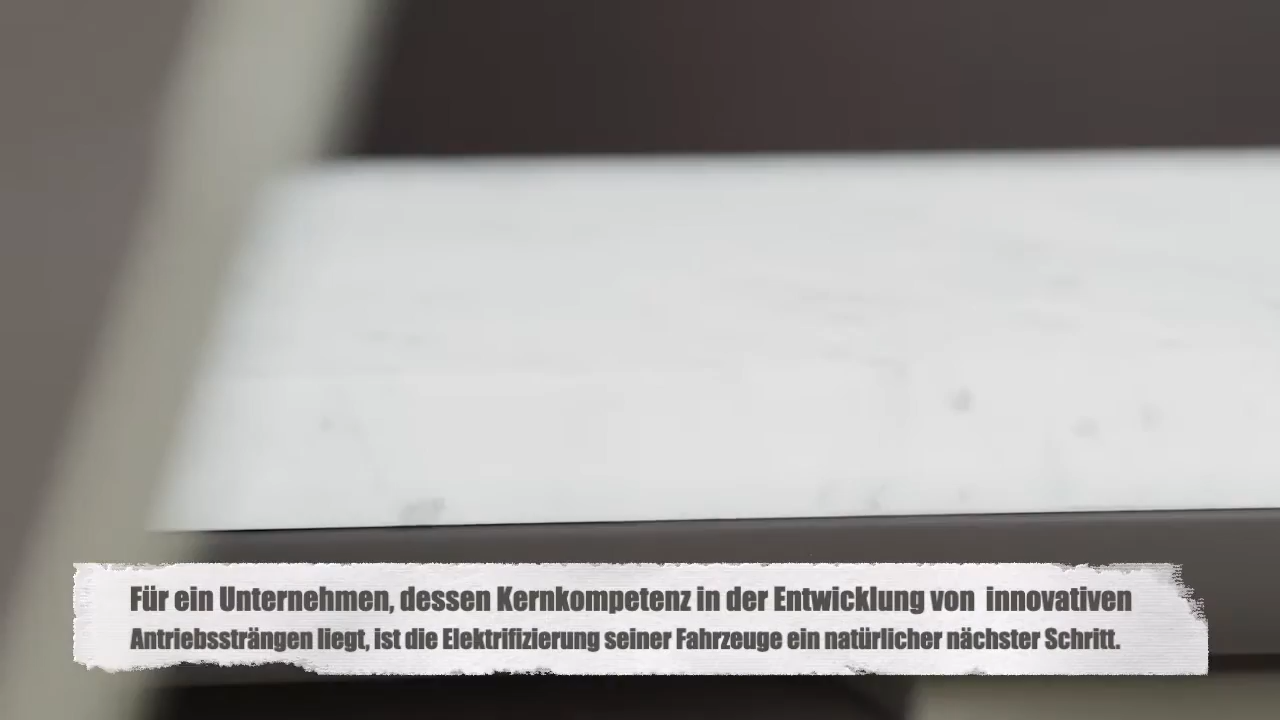 Für ein Unternehmen, dessen Kernkompetenz in der Entwicklung von innovativen
Antriebssträngen liegt, ist die Elektrifizierung seiner Fahrzeuge ein natürlicher nächster Schritt.